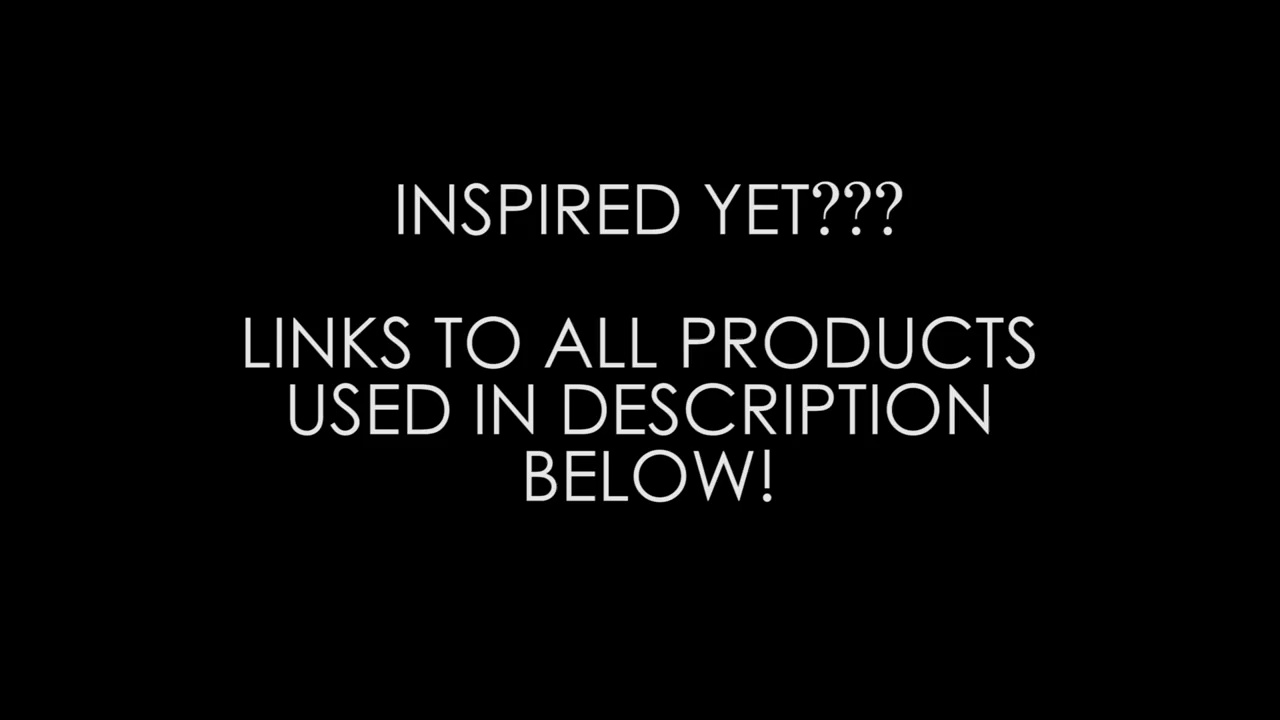 INSPIRED YET???
LINKS TO ALL PRODUCTS
USED IN DESCRIPTION
BELOW!